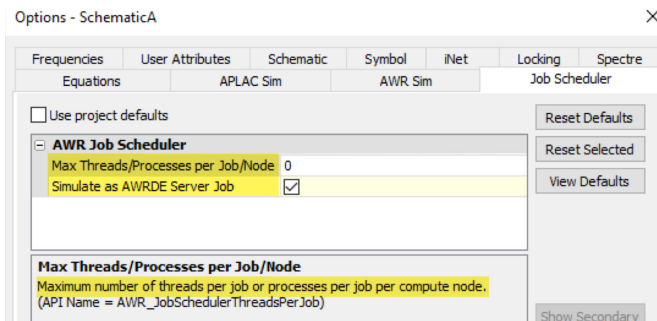 Options - SchematicA
Frequencies User Attributes Schematic Symbol iNet Locking Spectre
Equations APLAC Sim AWR Sim Job Scheduler
Use project defaults
Reset Defaults
AWR Job Scheduler
Reset Selected
Max Threads/Processes per Job/Node 0
Simulate as AWRDE Server Job
View Defaults
Max Threads/Processes per Job/Node
Maximum number of threads per job or processes per job per compute node.
(API Name = AWR_JobSchedulerThreadsPerJob)
Show Secondary